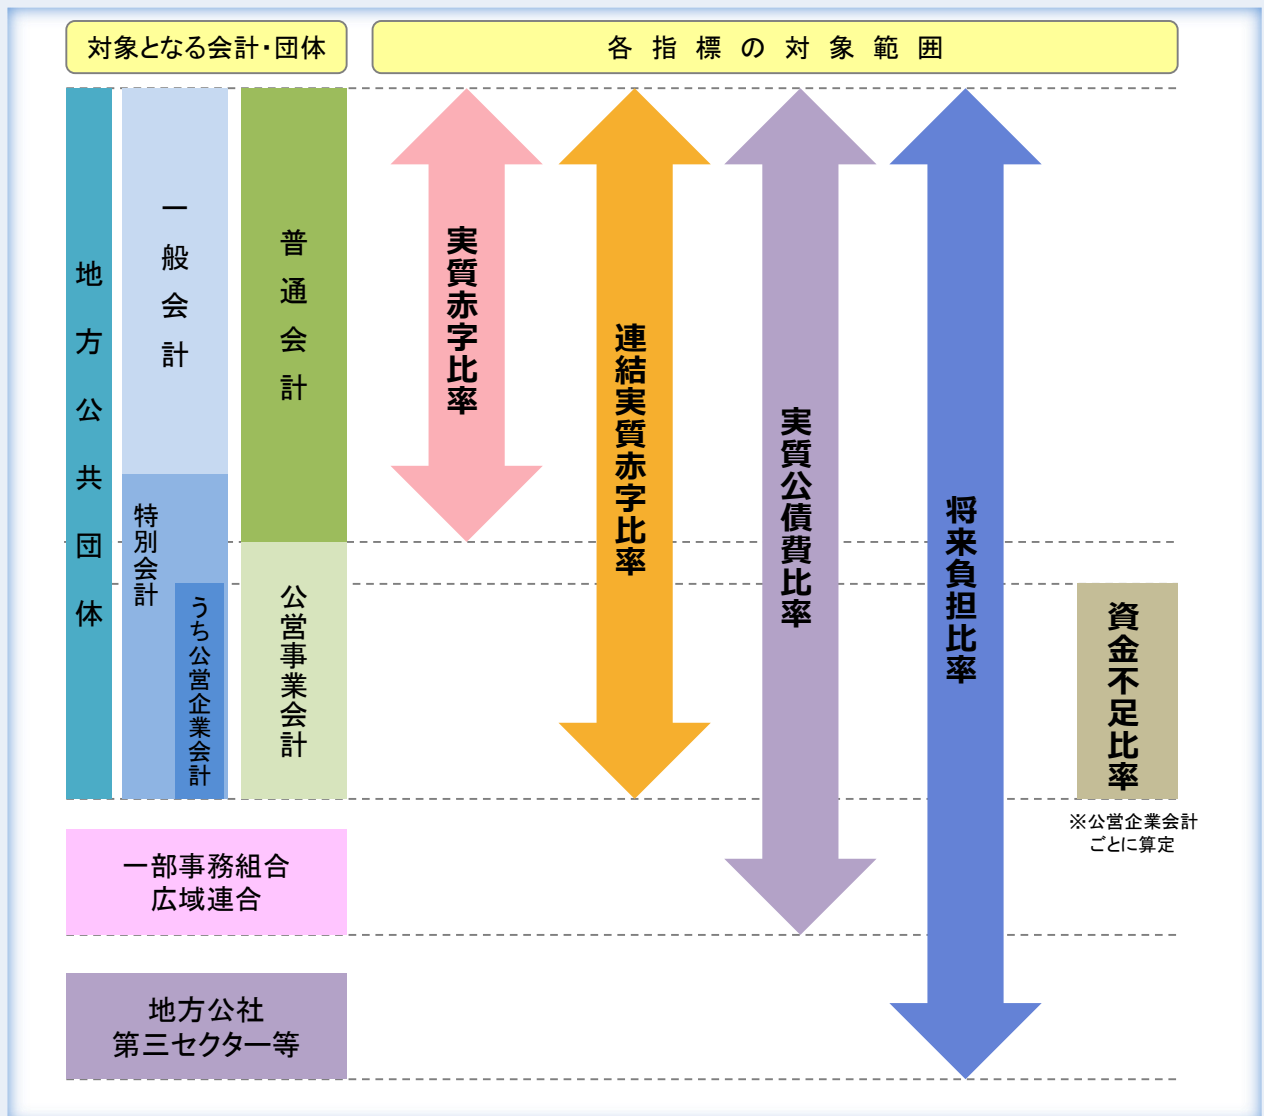 対象となる会計・団体
各指標の対象範囲
地方公共団体
一般会計
特別会計
うち公営企業会計
普通会計
公営事業会計
実質赤字比率
連結実質赤字比率
実質公債費比率
将来負担比率
資金不足比率
※公営企業会計
ごとに算定
一部事務組合
広域連合
地方公社
第三セクター等